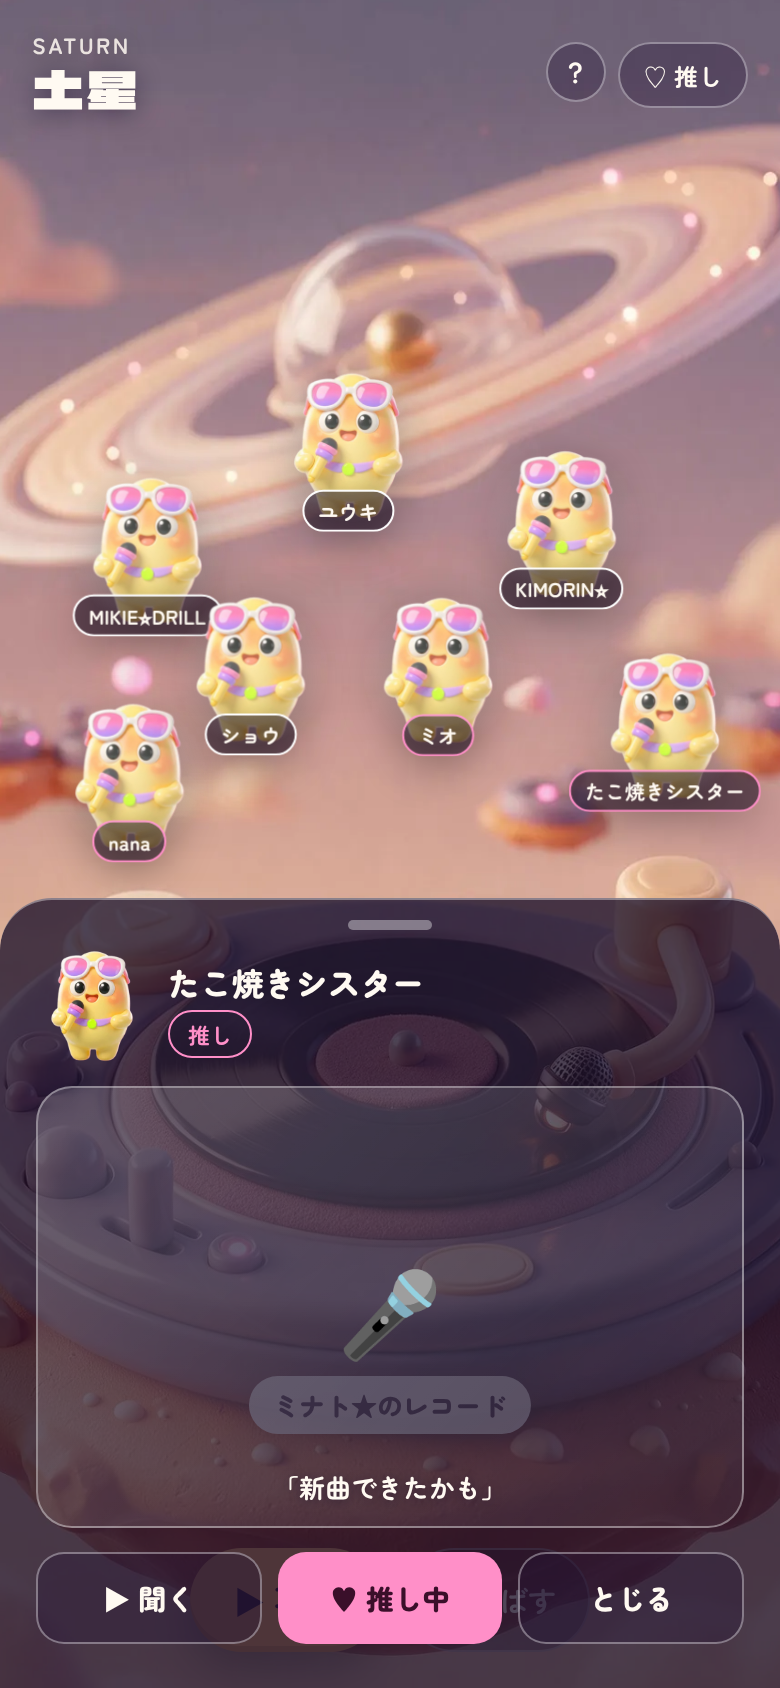 SATURN
土星
?
♡ 推し
ユウキ
KIMORIN★
MIKIE★DRILL
ショウ
ミオ
たこ焼きシスター
nana
たこ焼きシスター
推し
ミナト★のレコード
「新曲できたかも」
▶ 聞く
♥ 推し中
ばす
とじる